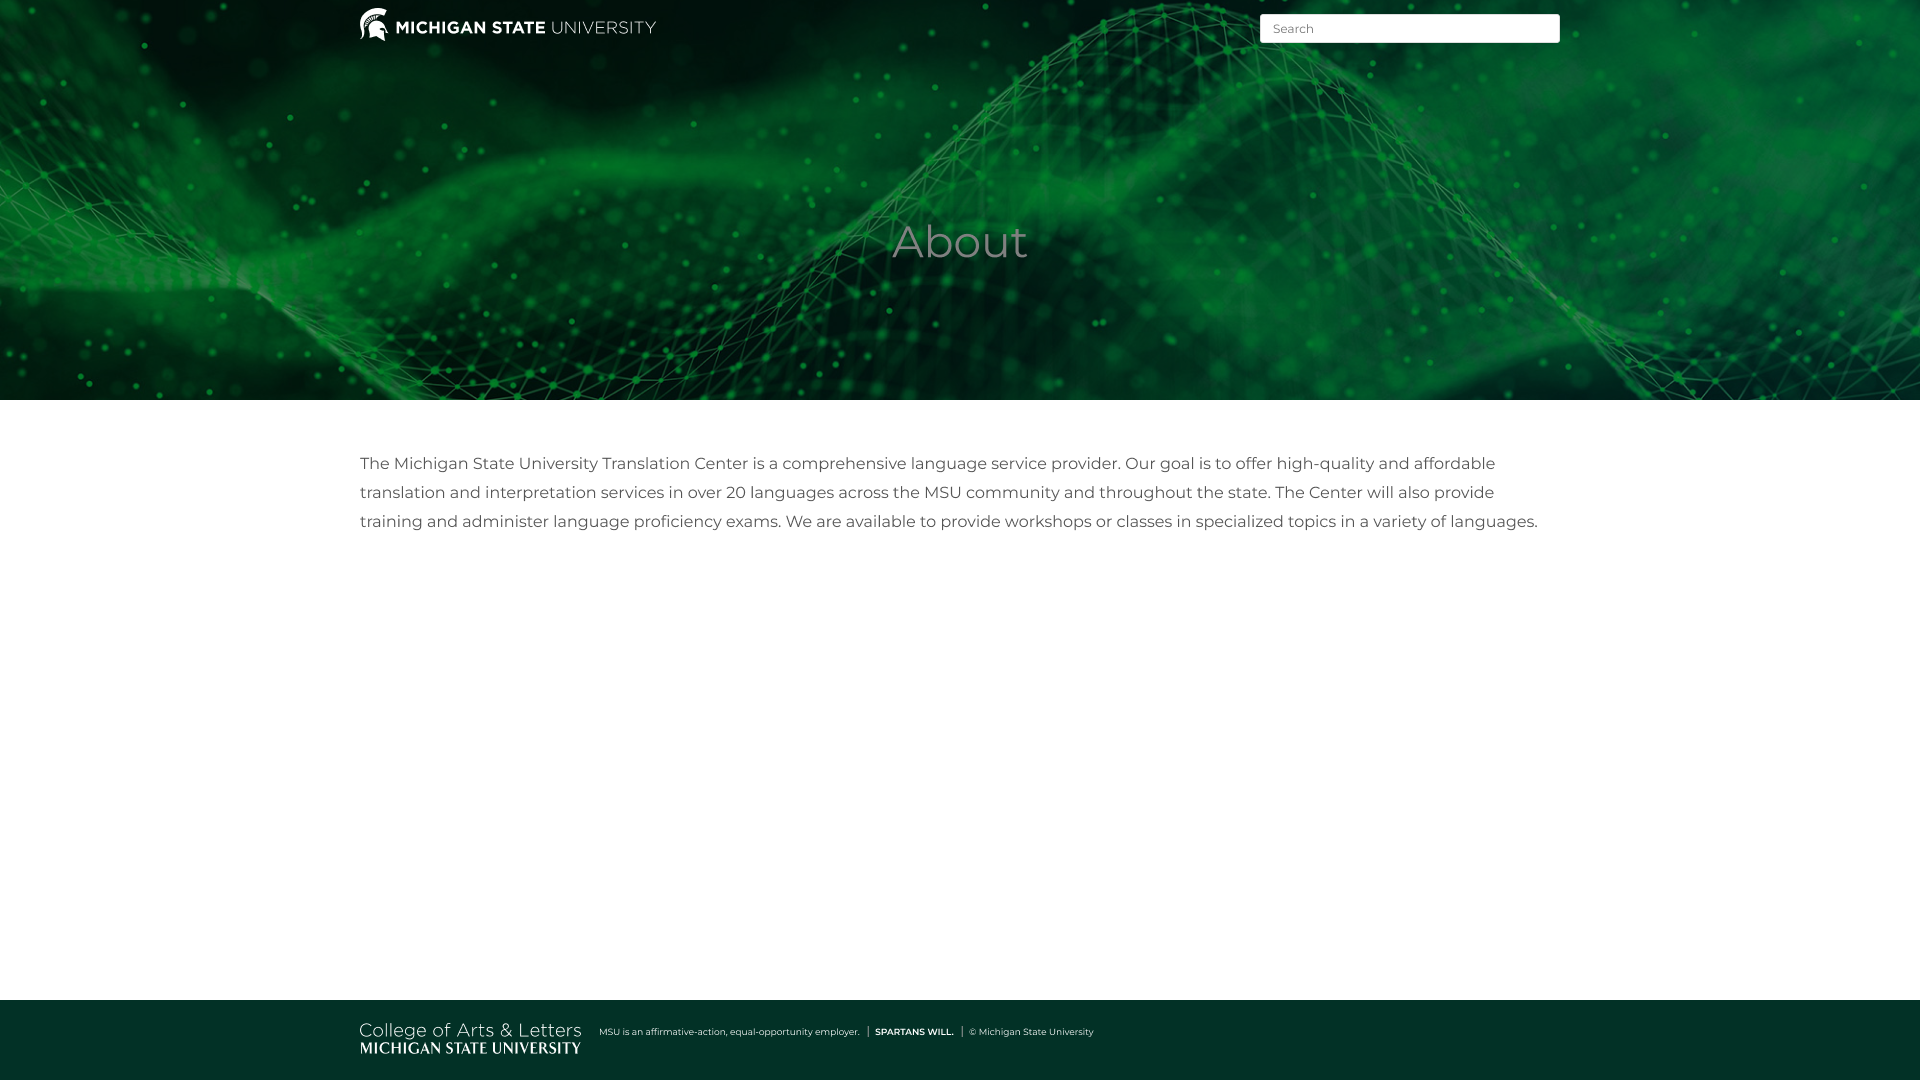 MICHIGAN STATE UNIVERSITY
Search
About
The Michigan State University Translation Center is a comprehensive language service provider. Our goal is to offer high-quality and affordable
translation and interpretation services in over 20 languages across the MSU community and throughout the state. The Center will also provide
training and administer language proficiency exams. We are available to provide workshops or classes in specialized topics in a variety of languages.
College of Arts & Letters
MICHIGAN STATE UNIVERSITY
MSU is an affirmative-action, equal-opportunity employer. | SPARTANS WILL. | © Michigan State University